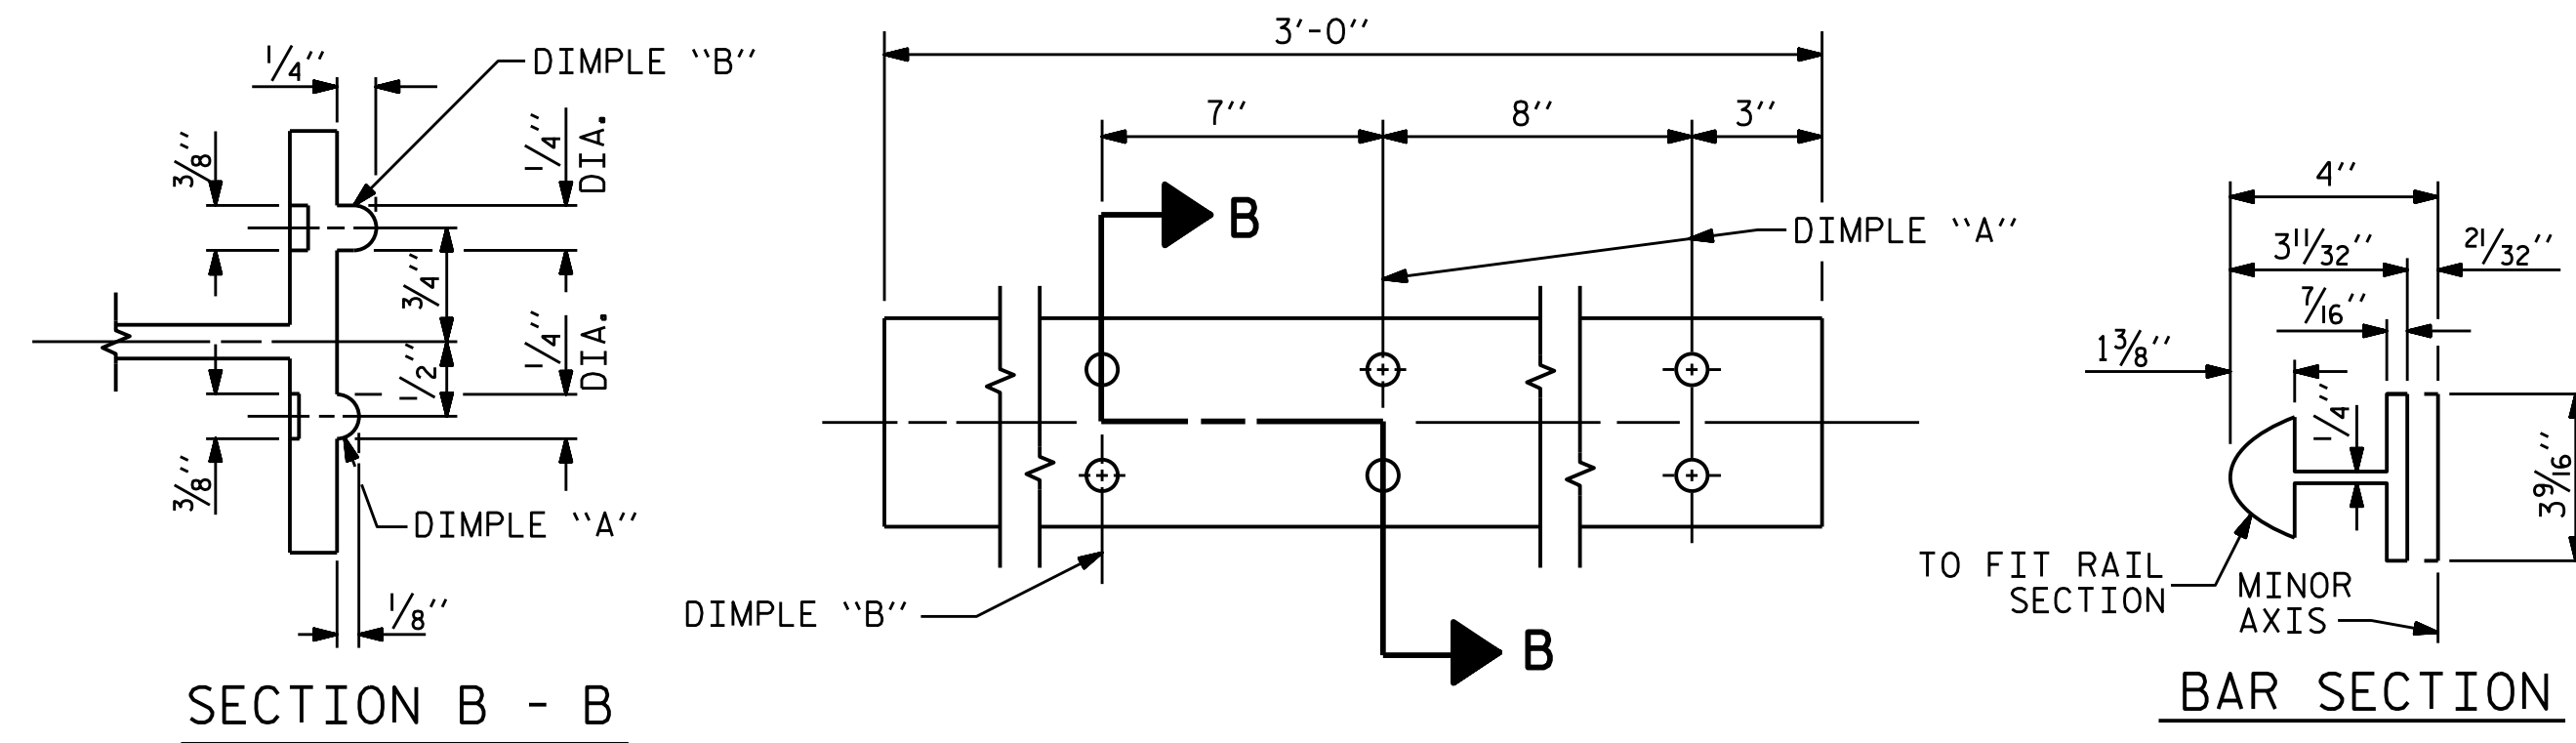 1/4''
DIMPLE ``B''
3/8''
1/4''
DIA.
3/4''
1/2''
1/4''
DIA.
3/8''
DIMPLE ``A''
1/8''
SECTION B - B
3'-0''
7''
8''
3''
B
DIMPLE ``A''
DIMPLE ``B''
B
4''
3 11/32''
21/32''
7/16''
1 3/8''
1/4''
3 9/16''
TO FIT RAIL
SECTION
MINOR
AXIS
BAR SECTION